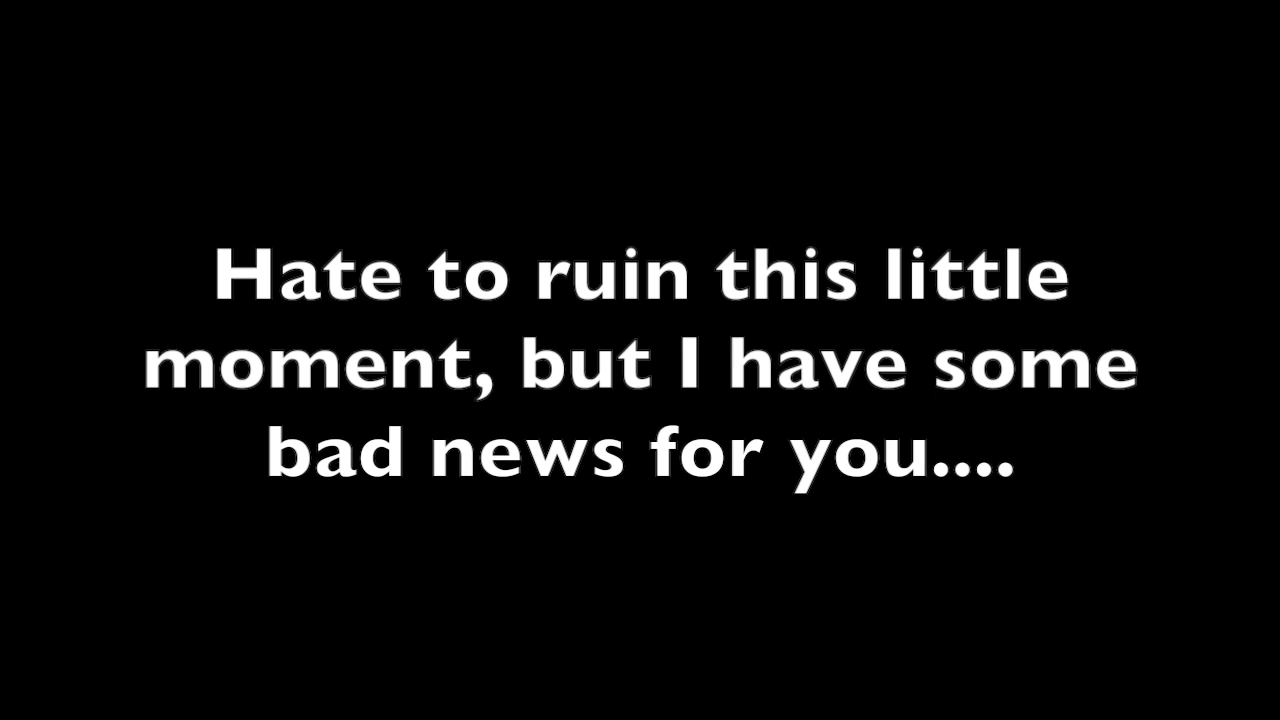 Hate to ruin this little
moment, but I have some
bad news for you....